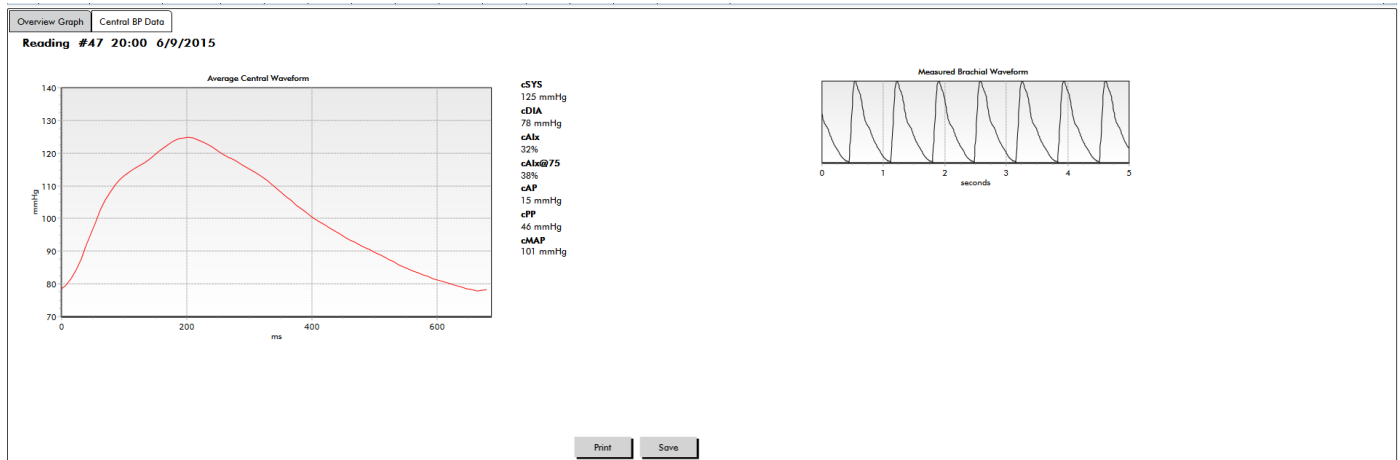 Overview Graph
Central BP Data
Reading #47 20:00 6/9/2015
Average Central Waveform
140
130
120
110
100
90
80
70
mmHg
0
200
400
600
ms
cSYS
125 mmHg
cDIA
78 mmHg
cAIx
32%
cAIx@75
38%
cAP
15 mmHg
cPP
46 mmHg
cMAP
101 mmHg
Measured Brachial Waveform
0
1
2
3
4
5
seconds
Print
Save